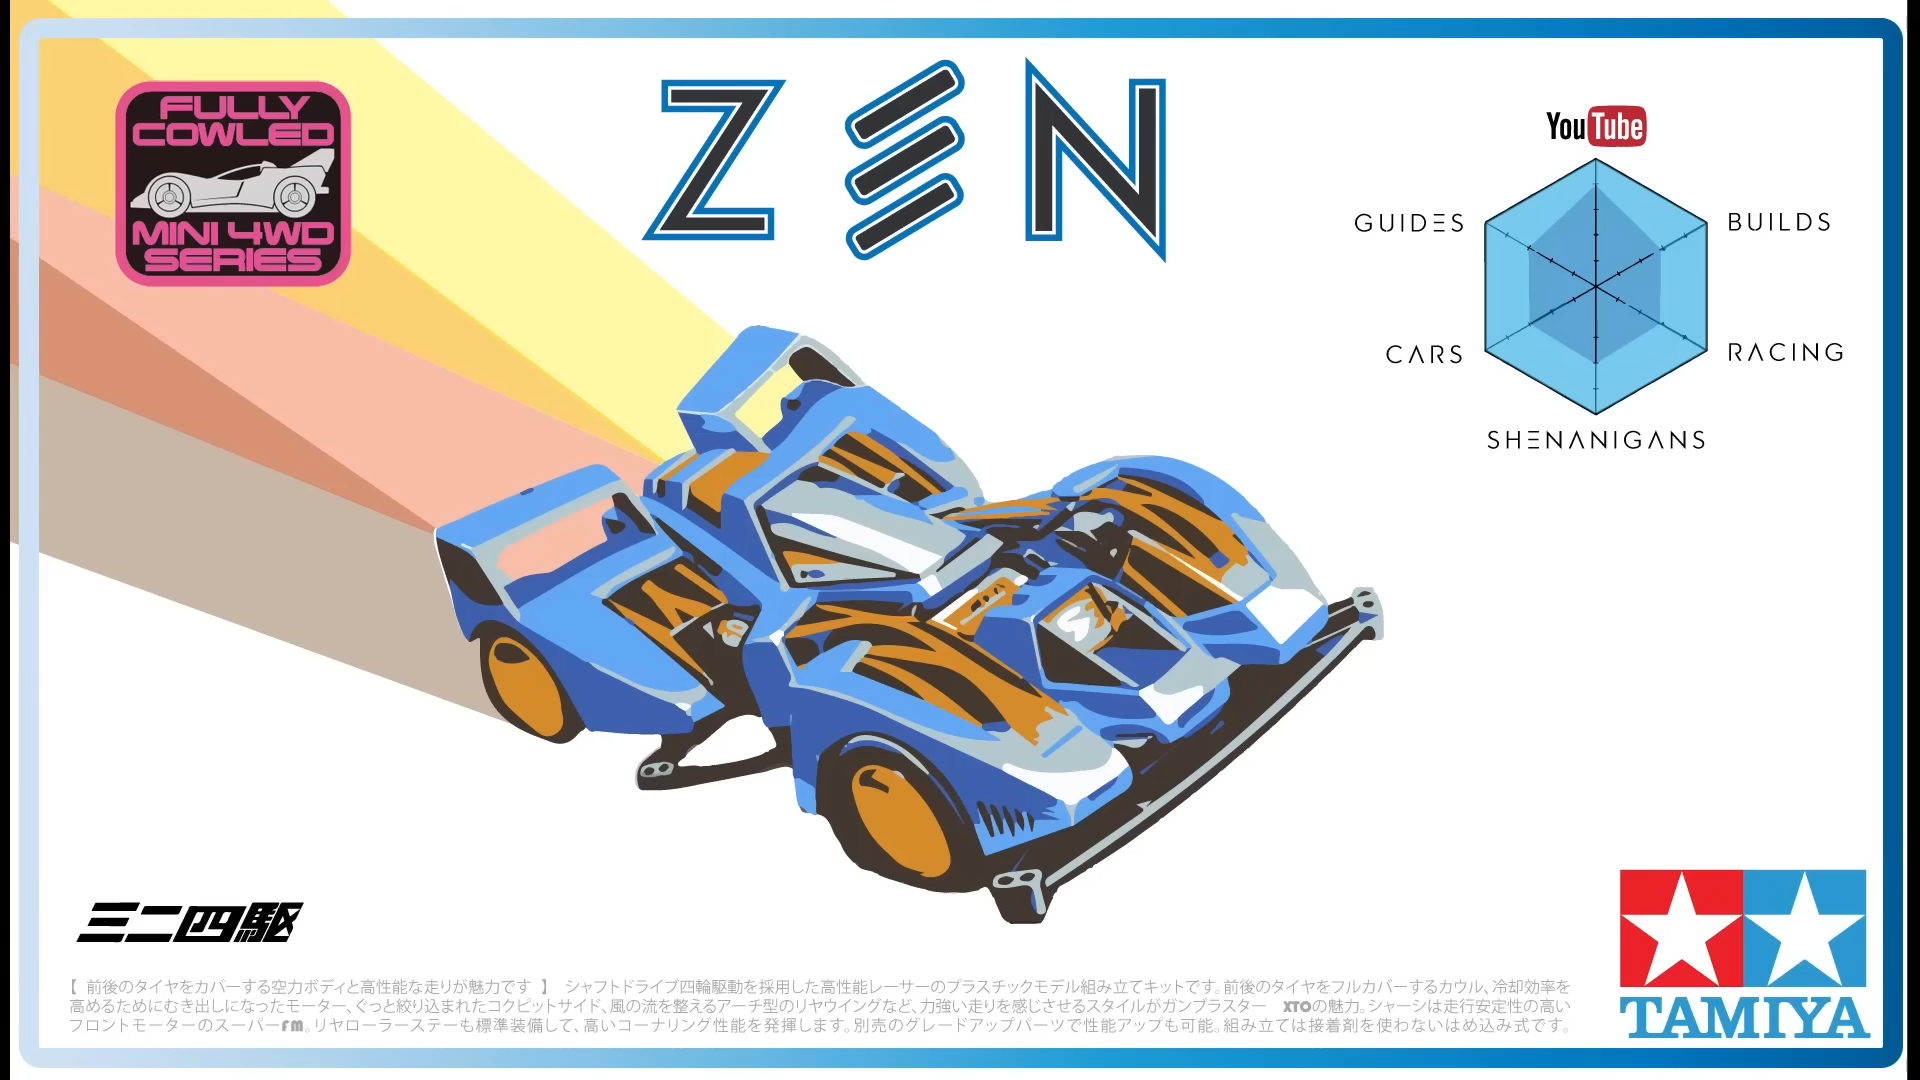 FULLY
COWLED
MINI 4WD
SERIES
ZEN
YouTube
GUIDES
BUILDS
CARS
RACING
SHENANIGANS
ミニ四駆
【 前後のタイヤをカバーする空力ボディと高性能な走りが魅力です 】 シャフトドライブ四輪駆動を採用した高性能レーサーのプラスチックモデル組み立てキットです。前後のタイヤをフルカバーするカウル、冷却効率を
高めるためにむき出しになったモーター、ぐっと絞り込まれたコクピットサイド、風の流を整えるアーチ型のリヤウイングなど、力強い走りを感じさせるスタイルがガンブラスター XTOの魅力。シャーシは走行安定性の高い
フロントモーターのスーパーFM。リヤローラーステーも標準装備して、高いコーナリング性能を発揮します。別売のグレードアップパーツで性能アップも可能。組み立ては接着剤を使わないはめ込み式です。
TAMIYA